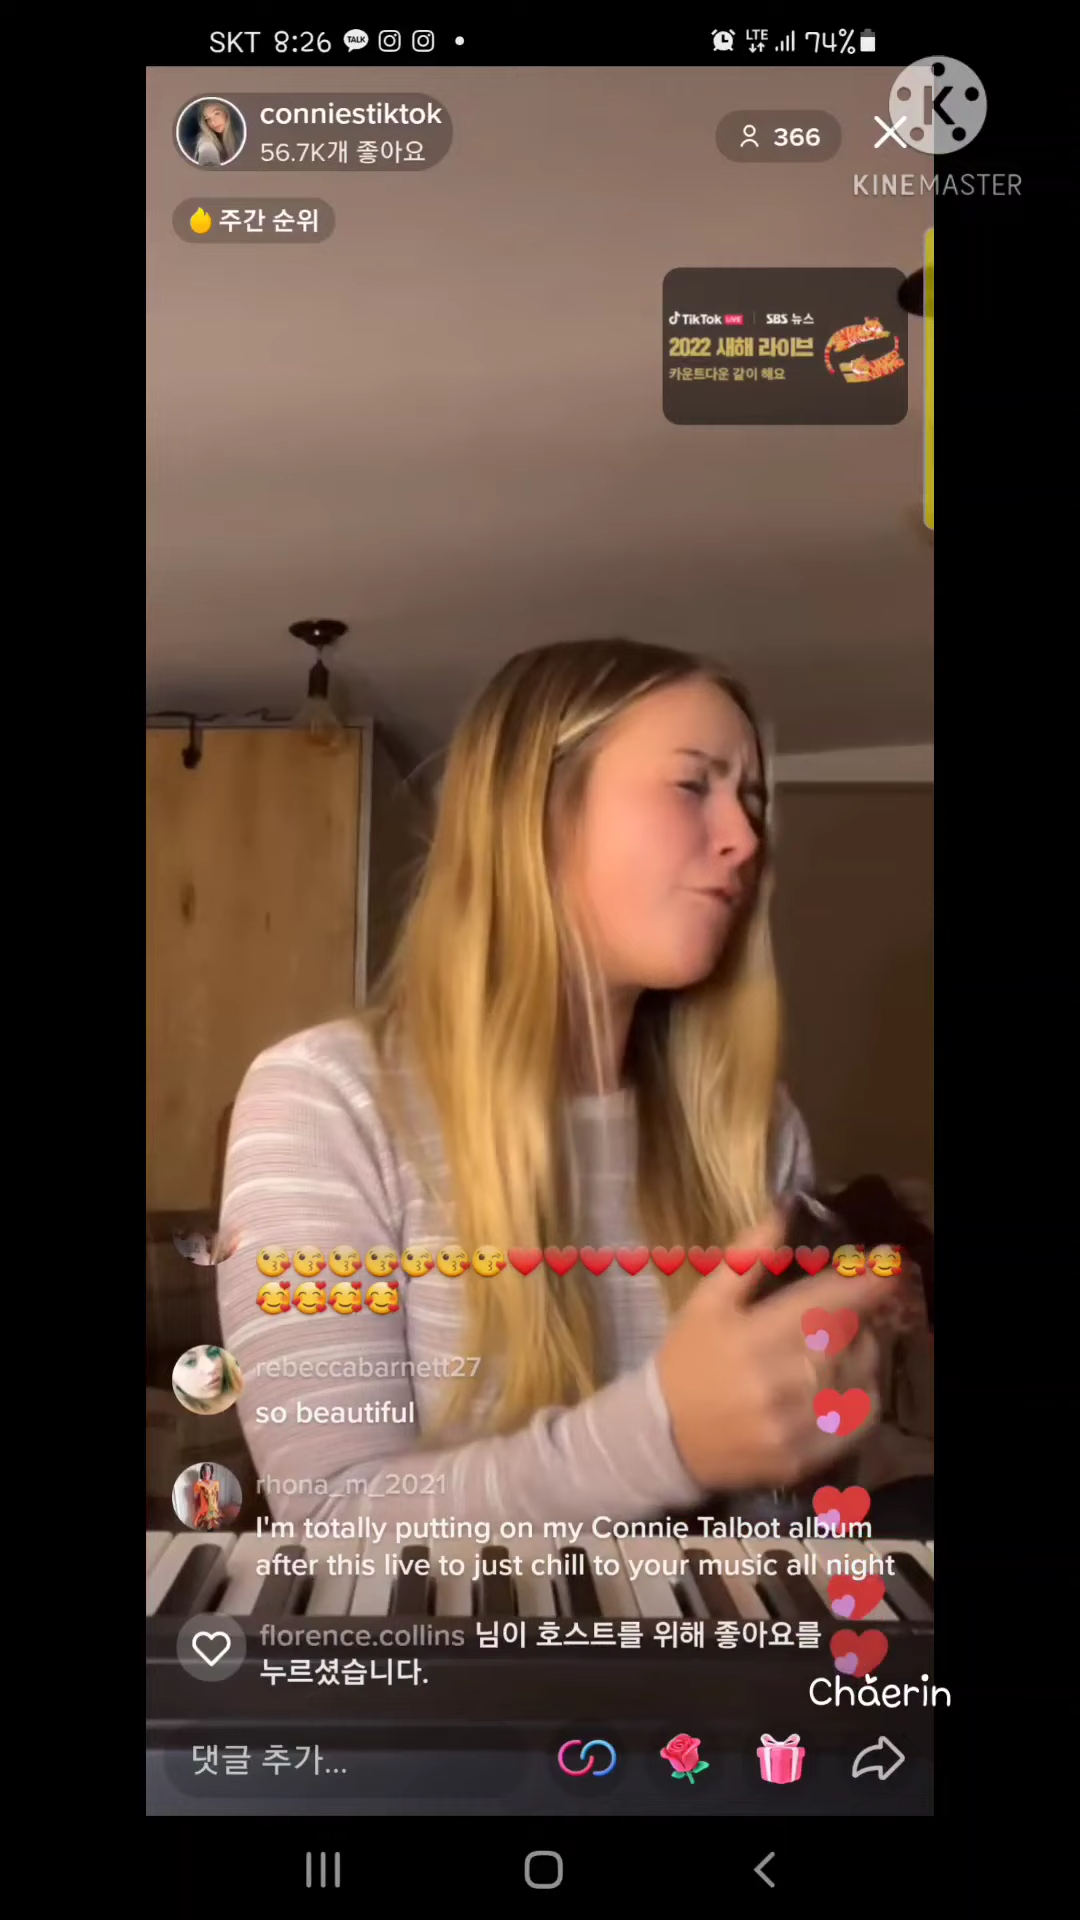 SKT 8:26 TALK
LTE 74%
conniestiktok
56.7K개 좋아요
366
K
KINEMASTER
주간 순위
TikTok LIVE | SBS 뉴스
2022 새해 라이브
카운트다운 같이 해요
😘😘😘😘😘😘😘❤️❤️❤️❤️❤️❤️❤️❤️❤️🥰🥰
🥰🥰🥰🥰
rebeccabarnett27
so beautiful
rhona_m_2021
I'm totally putting on my Connie Talbot album
after this live to just chill to your music all night
florence.collins 님이 호스트를 위해 좋아요를
누르셨습니다.
Chaerin
댓글 추가...